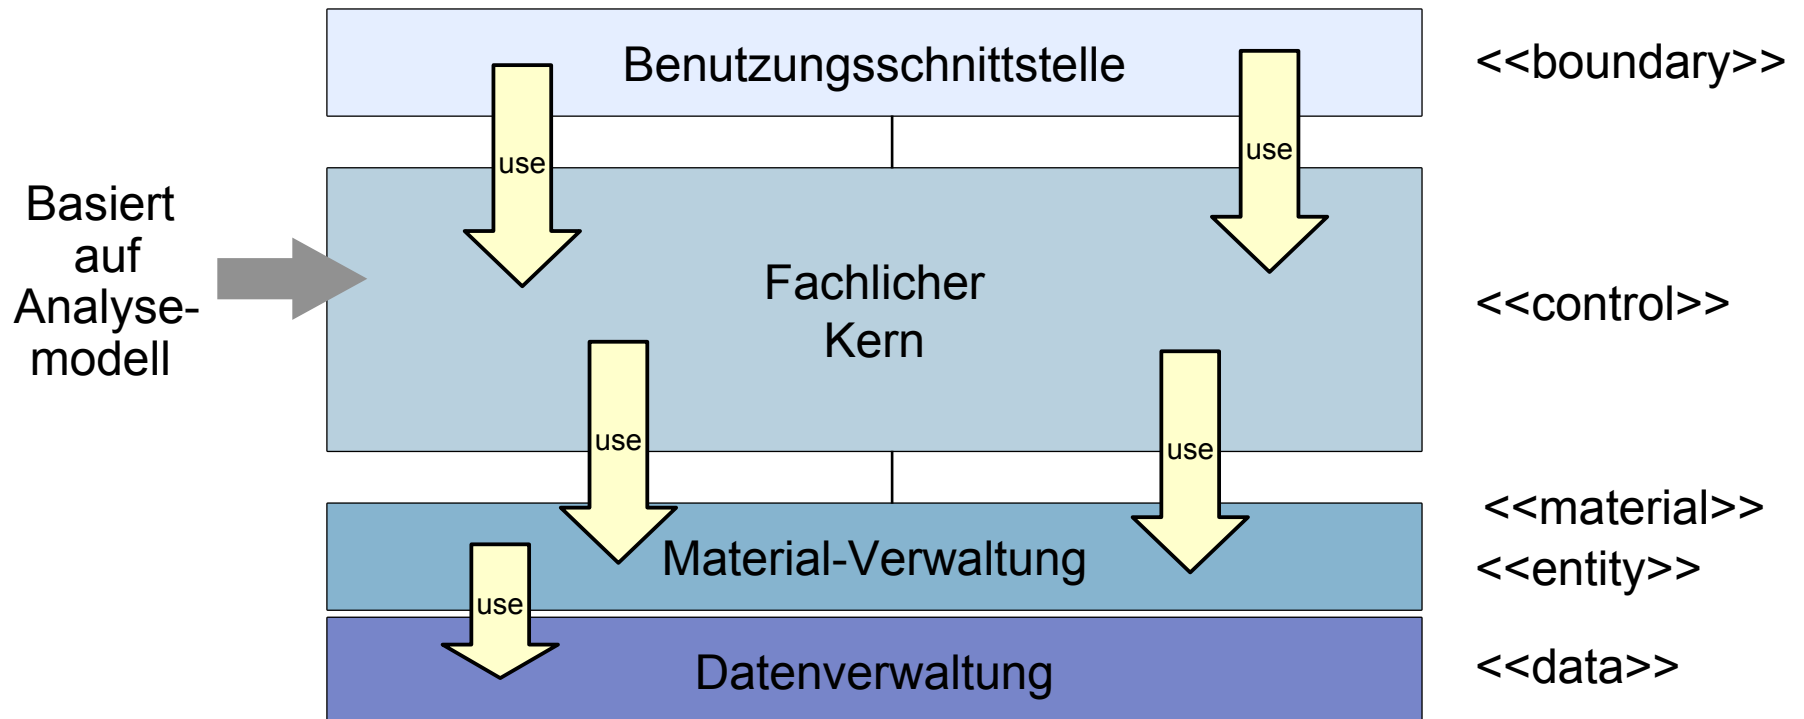 Benutzungsschnittstelle
<<boundary>>
use
use
Basiert
auf
Analyse-
modell
Fachlicher
Kern
<<control>>
use
use
<<material>>
Material-Verwaltung
<<entity>>
use
Datenverwaltung
<<data>>